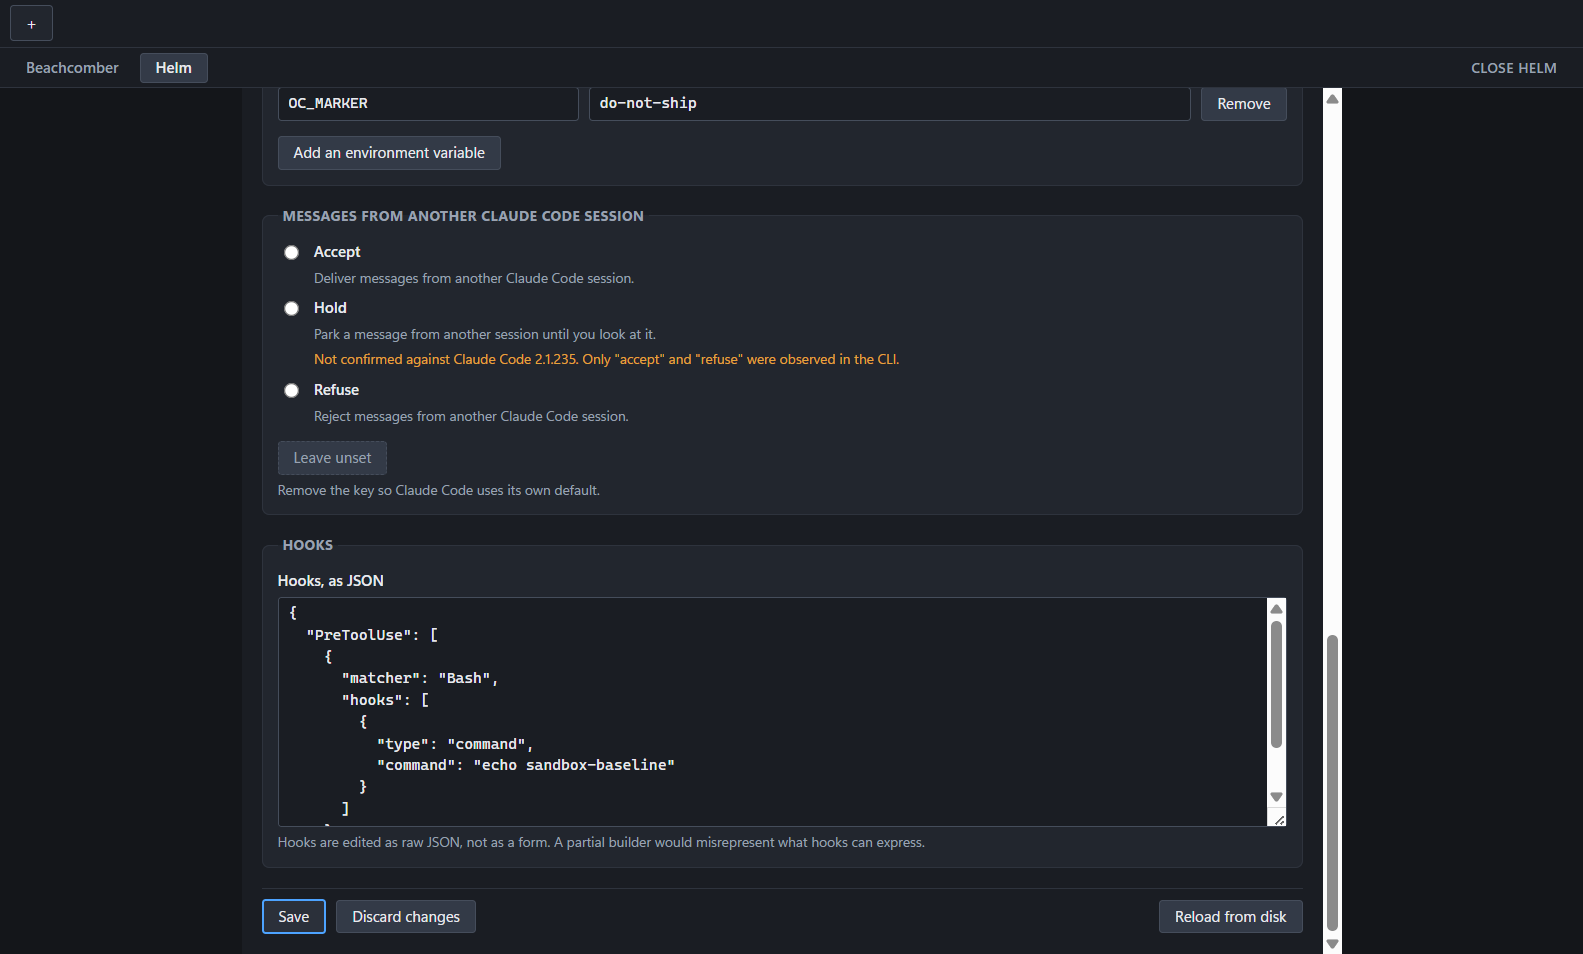 +
Beachcomber
Helm
CLOSE HELM
OC_MARKER
do-not-ship
Remove
Add an environment variable
MESSAGES FROM ANOTHER CLAUDE CODE SESSION
Accept
Deliver messages from another Claude Code session.
Hold
Park a message from another session until you look at it.
Not confirmed against Claude Code 2.1.235. Only "accept" and "refuse" were observed in the CLI.
Refuse
Reject messages from another Claude Code session.
Leave unset
Remove the key so Claude Code uses its own default.
HOOKS
Hooks, as JSON
{
  "PreToolUse": [
    {
      "matcher": "Bash",
      "hooks": [
        {
          "type": "command",
          "command": "echo sandbox-baseline"
        }
      ]
Hooks are edited as raw JSON, not as a form. A partial builder would misrepresent what hooks can express.
Save
Discard changes
Reload from disk